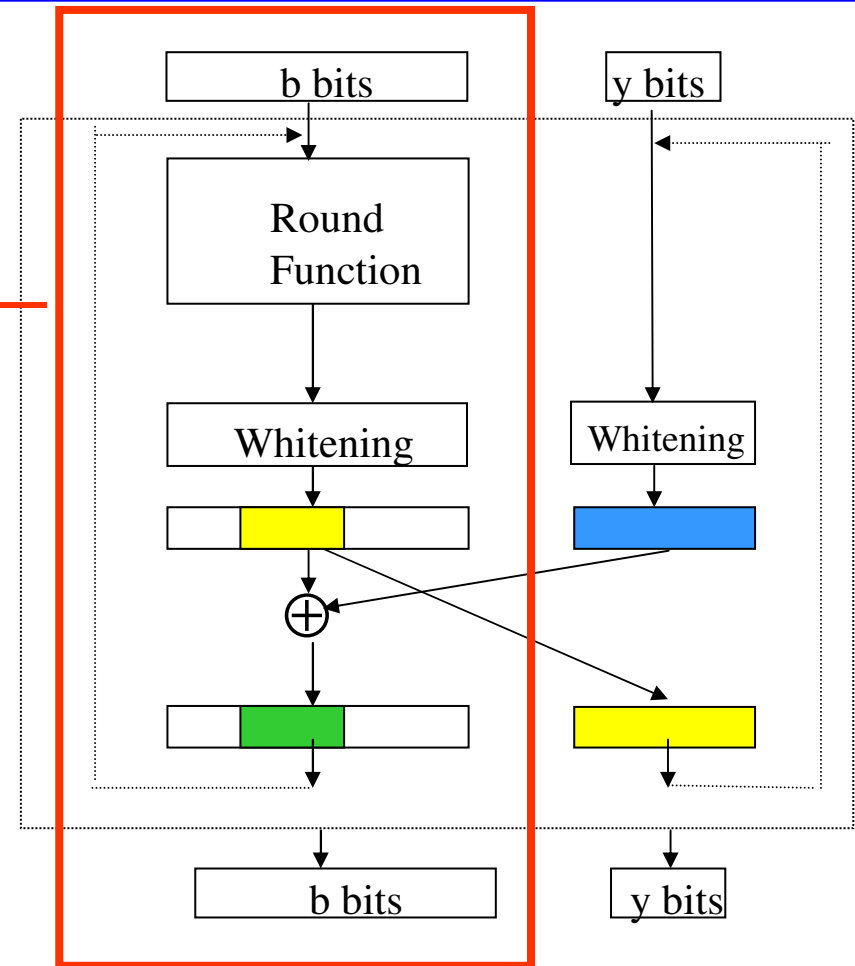 b bits
y bits
Round
Function
Whitening
Whitening
b bits
y bits